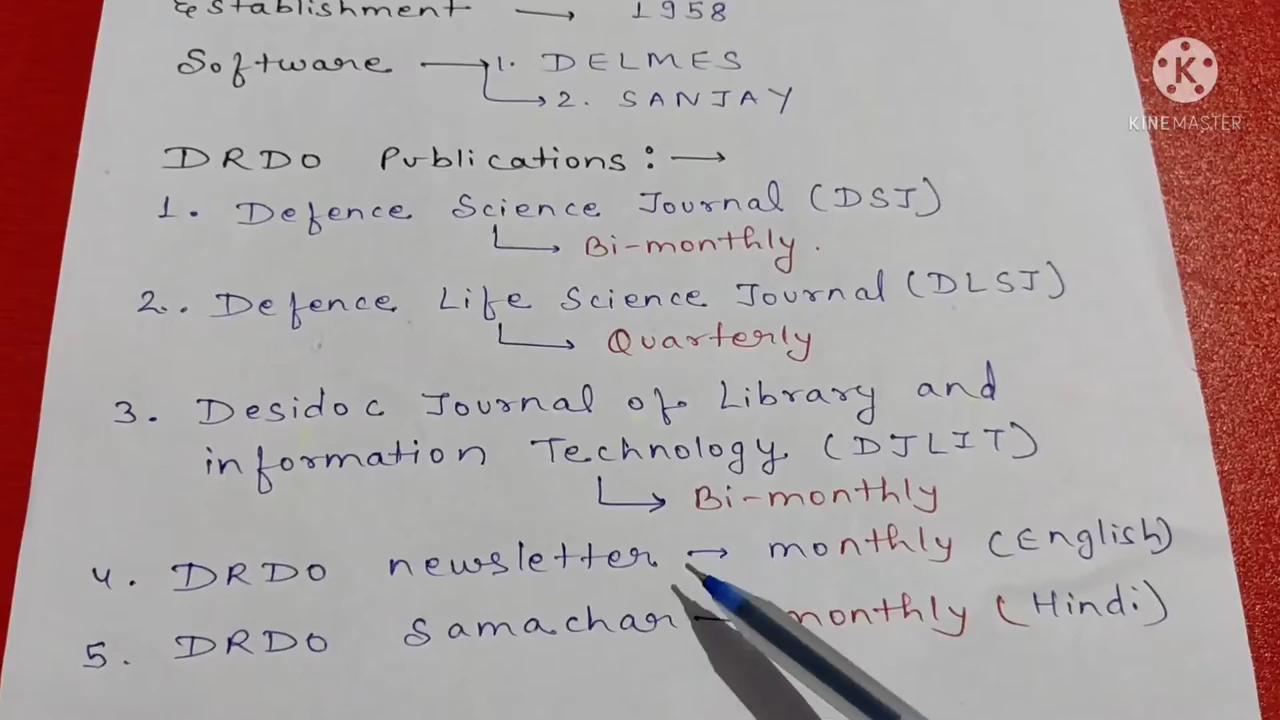 Establishment → 1958
Software → 1. DELMES
→ 2. SANJAY
K
KINEMASTER
DRDO Publications : →
1. Defence Science Journal (DSJ)
→ Bi-monthly.
2. Defence Life Science Journal (DLSJ)
→ Quarterly
3. Desidoc Journal of Library and
information Technology (DJLIT)
→ Bi-monthly
4. DRDO newsletter → monthly (English)
5. DRDO Samachar - monthly (Hindi)